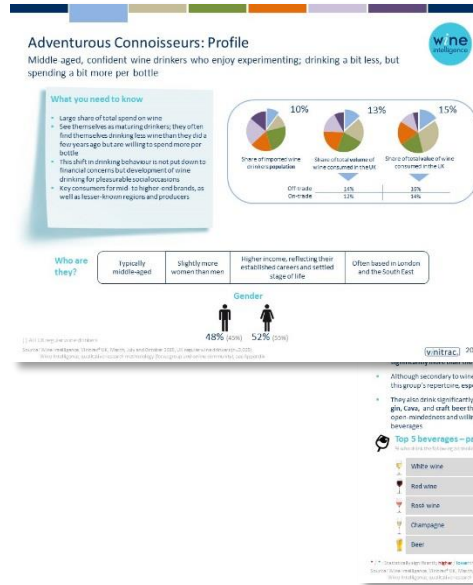 Adventurous Connoisseurs: Profile
wine
intelligence
Middle-aged, confident wine drinkers who enjoy experimenting; drinking a bit less, but
spending a bit more per bottle
What you need to know
Large share of total spend on wine
See themselves as maturing drinkers; they often
find themselves drinking less wine than they did a
few years ago but are willing to spend more per
bottle
This shift in drinking behaviour is not put down to
financial concerns but development of wine
drinking for pleasurable social occasions
Key consumers for mid- to higher-end brands, as
well as lesser-known regions and producers
10%
13%
15%
Share of imported wine
drinkers population
Share of total volume of
wine consumed in the UK
Share of total value of wine
consumed in the UK
Off-trade
On-trade 12% 14%
Who are
they?
Typically
middle-aged
Slightly more
women than men
Higher income, reflecting their
established careers and settled
stage of life
Often based in London
and the South East
Gender
48% 52%
vinitrac. 20
Although secondary to wine
this group's repertoire, esp
They also drink significantly
gin, Cava, and craft beer th
open-mindedness and willi
beverages
Top 5 beverages – pa
White wine
Red wine
Rosé wine
Champagne
Beer